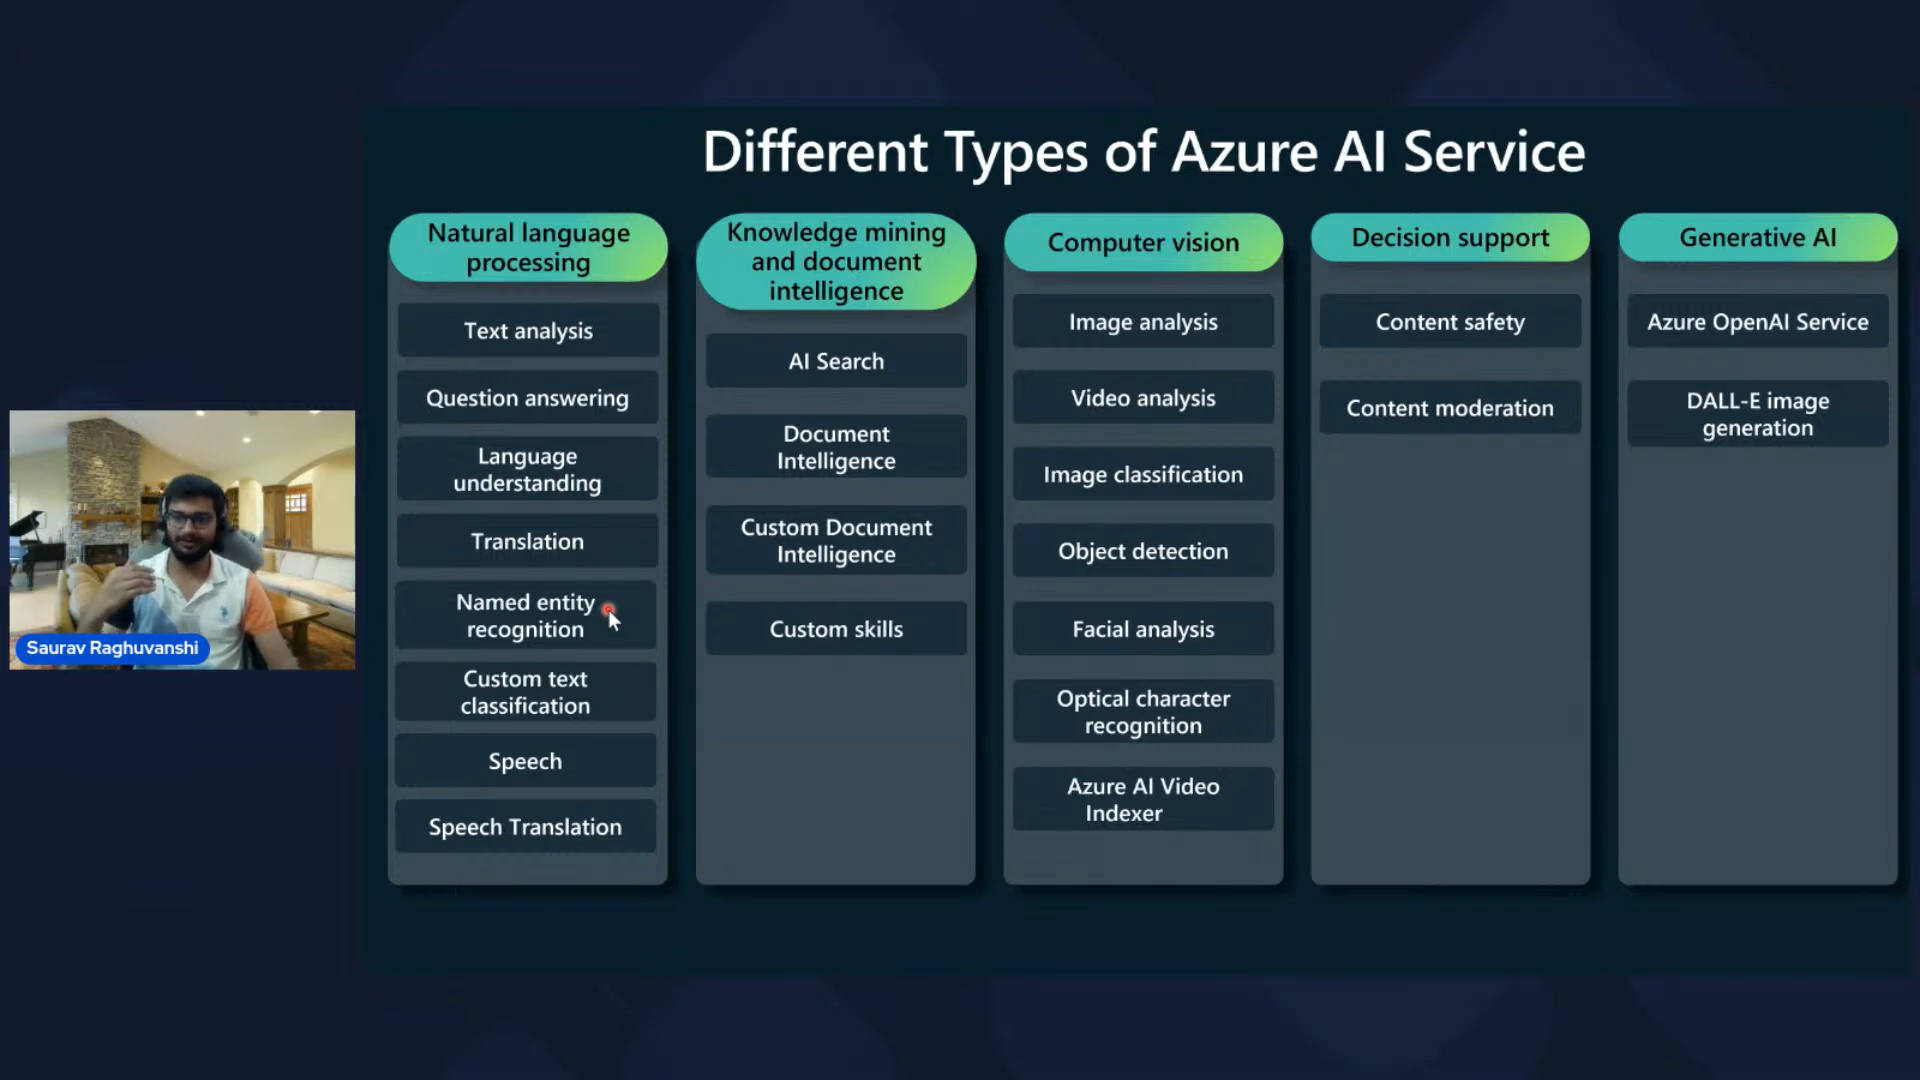 Different Types of Azure AI Service
Natural language
processing
Text analysis
Question answering
Language
understanding
Translation
Named entity
recognition
Custom text
classification
Speech
Speech Translation
Knowledge mining
and document
intelligence
AI Search
Document
Intelligence
Custom Document
Intelligence
Custom skills
Computer vision
Image analysis
Video analysis
Image classification
Object detection
Facial analysis
Optical character
recognition
Azure AI Video
Indexer
Decision support
Content safety
Content moderation
Generative AI
Azure OpenAI Service
DALL-E image
generation
Saurav Raghuvanshi